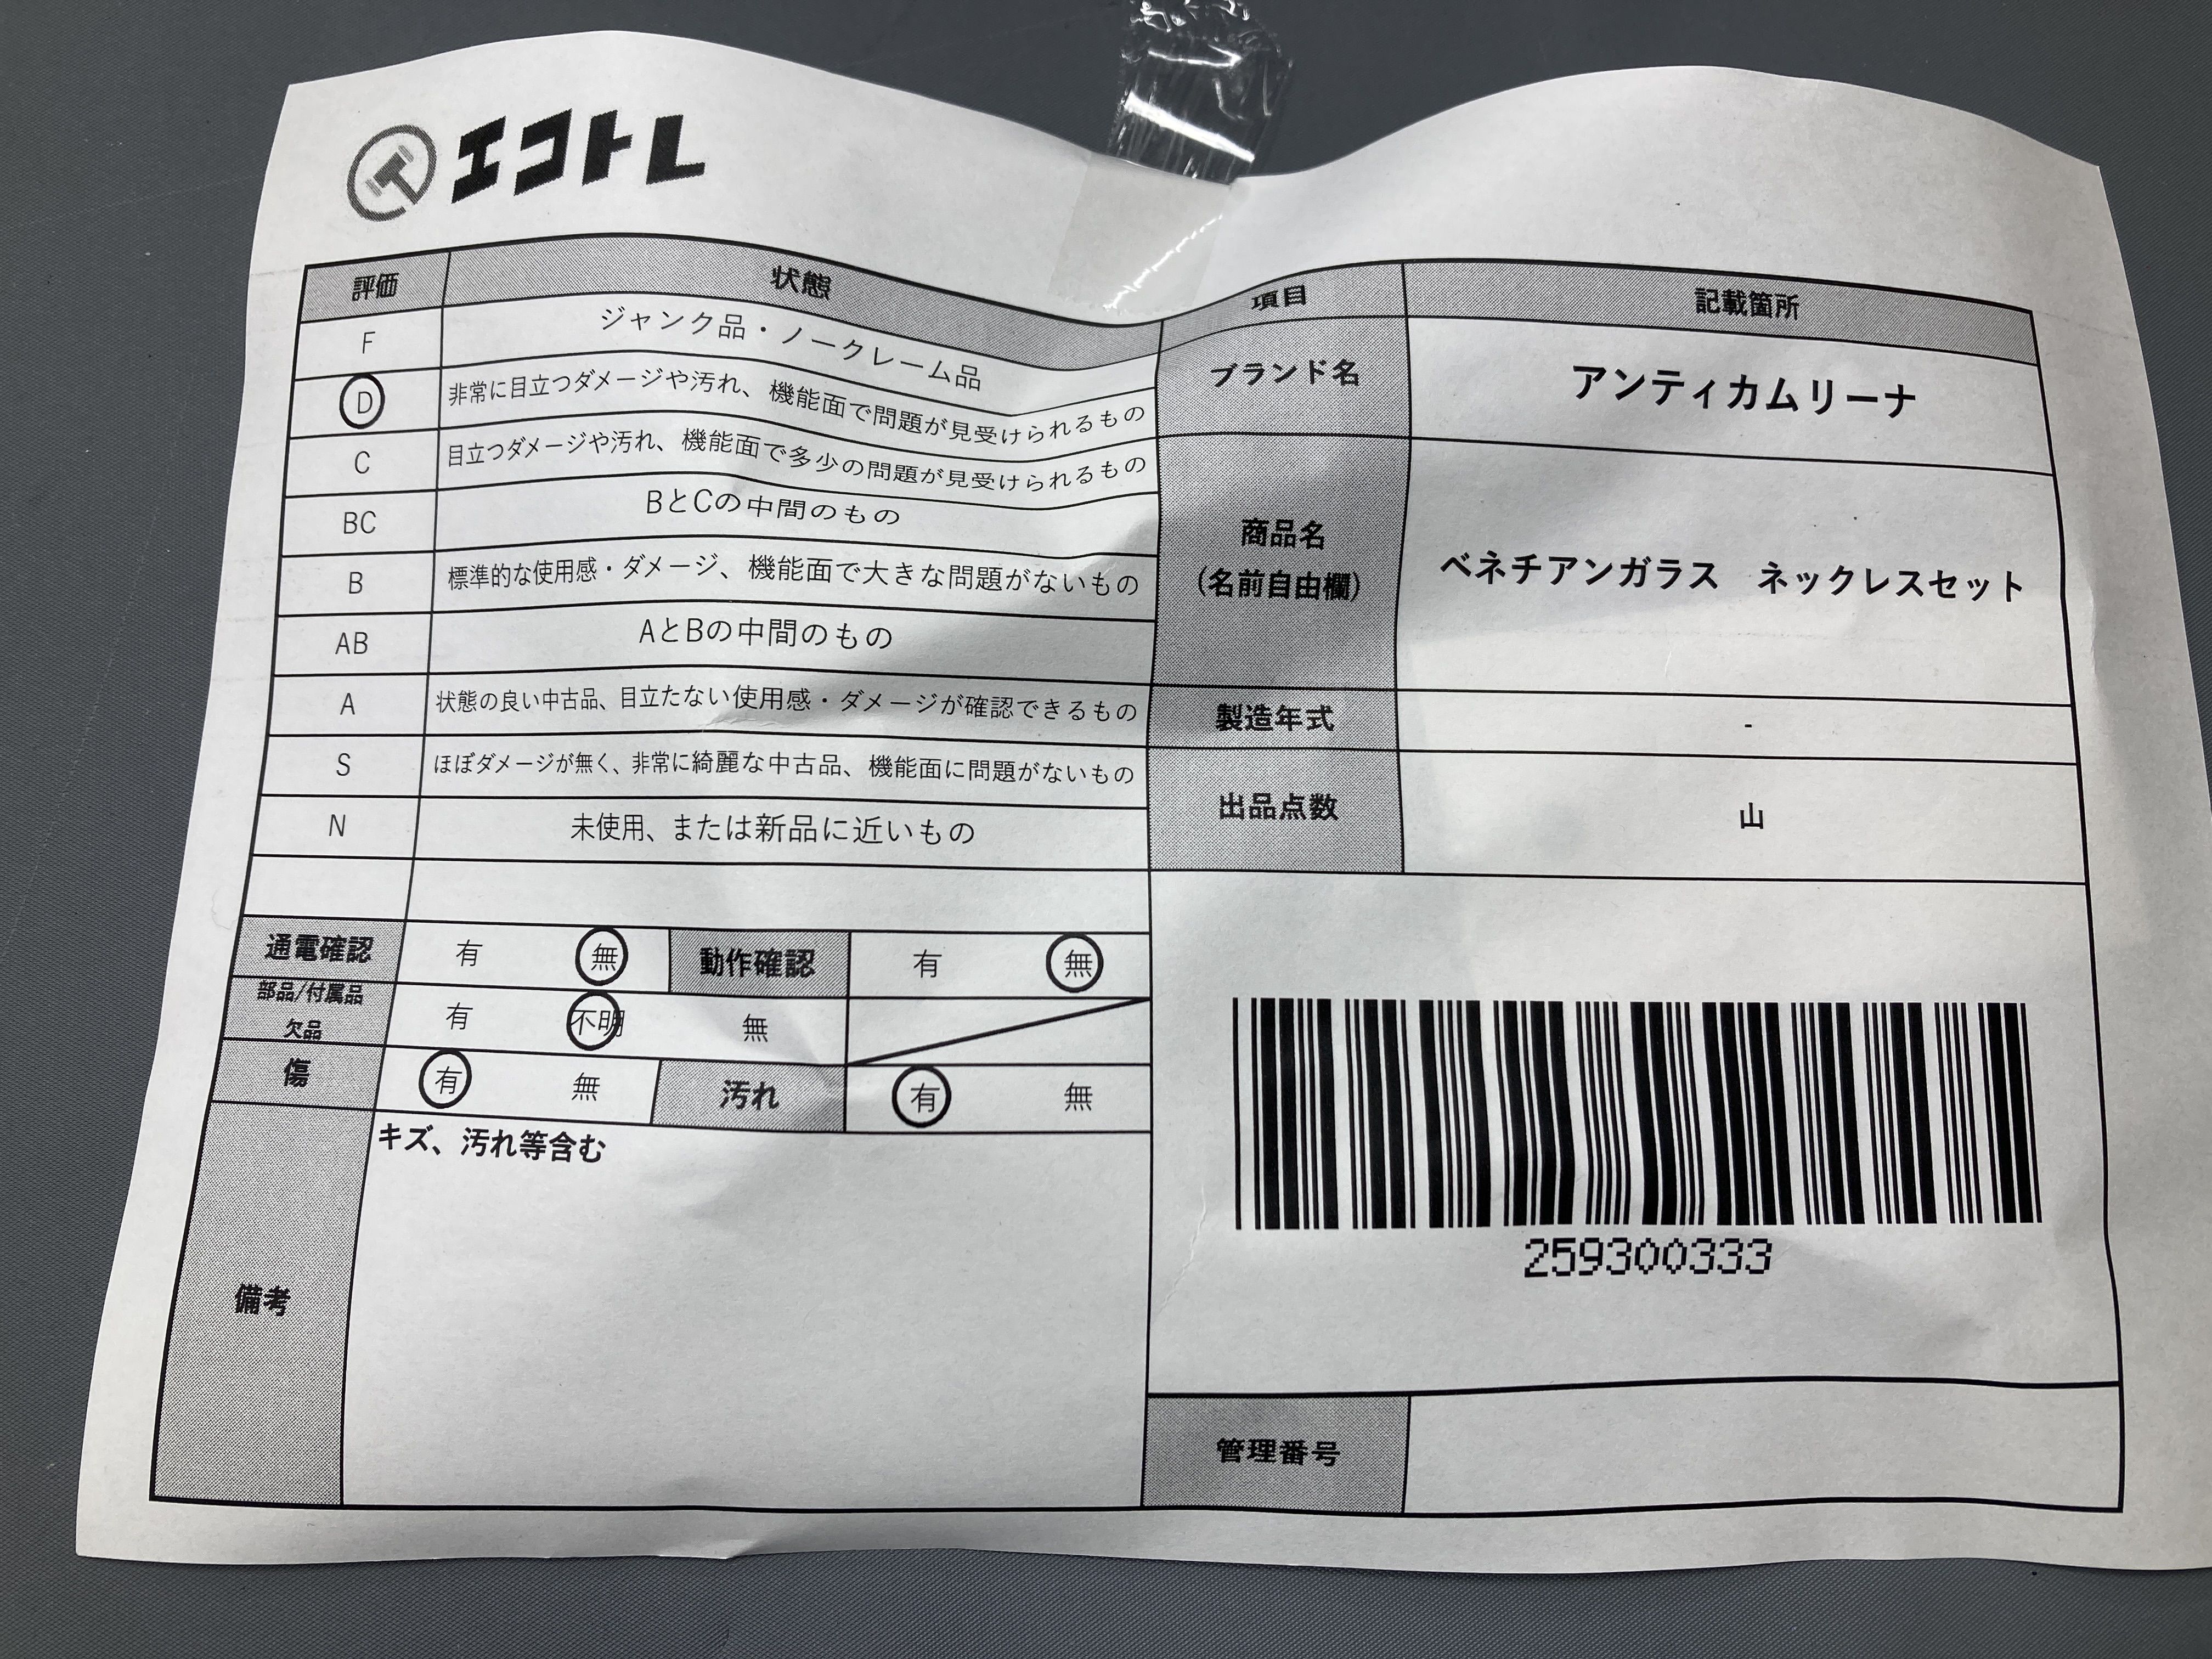 エコトレ
評価 状態 項目 記載箇所
F ジャンク品・ノークレーム品
D 非常に目立つダメージや汚れ、機能面で問題が見受けられるもの
C 目立つダメージや汚れ、機能面で多少の問題が見受けられるもの
BC BとCの中間のもの
B 標準的な使用感・ダメージ、機能面で大きな問題がないもの
AB AとBの中間のもの
A 状態の良い中古品、目立たない使用感・ダメージが確認できるもの
S ほぼダメージが無く、非常に綺麗な中古品、機能面に問題がないもの
N 未使用、または新品に近いもの
通電確認 有 無 動作確認 有 無
部品/付属品
欠品
有 不明 無
傷 有 無 汚れ 有 無
備考
キズ、汚れ等含む
ブランド名 アンティカムリーナ
商品名
(名前自由欄)
ベネチアンガラス ネックレスセット
製造年式 -
出品点数 山
259300333
管理番号